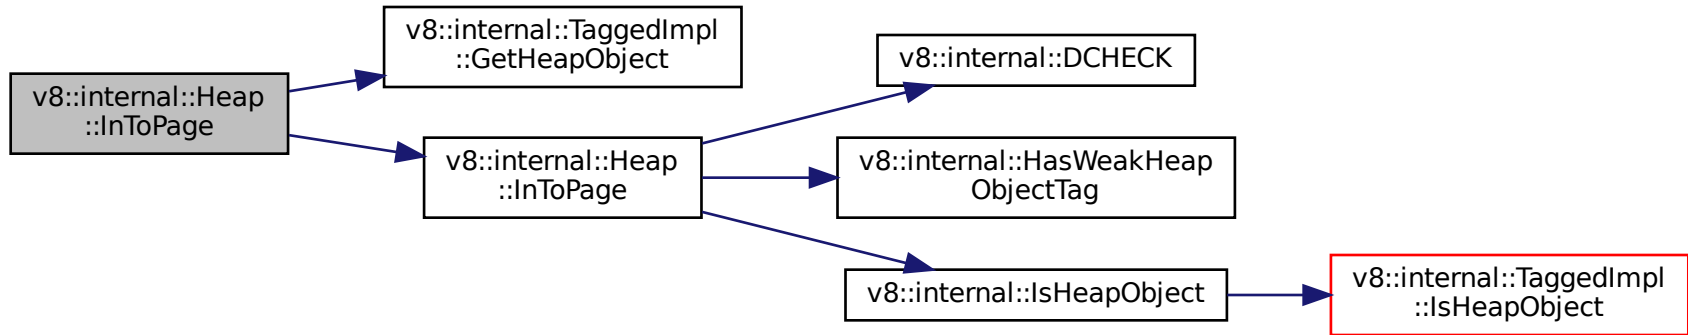 v8::internal::Heap
::InToPage
v8::internal::TaggedImpl
::GetHeapObject
v8::internal::Heap
::InToPage
v8::internal::DCHECK
v8::internal::HasWeakHeap
ObjectTag
v8::internal::IsHeapObject
v8::internal::TaggedImpl
::IsHeapObject